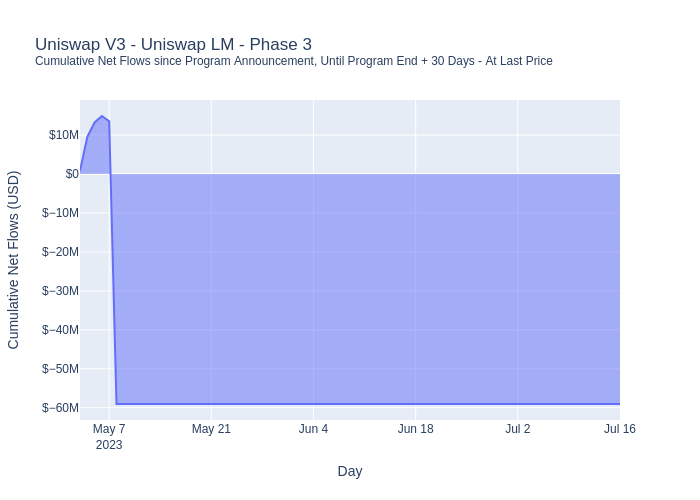 Uniswap V3 - Uniswap LM - Phase 3
Cumulative Net Flows since Program Announcement, Until Program End + 30 Days - At Last Price
Cumulative Net Flows (USD)
$10M
$0
$−10M
$−20M
$−30M
$−40M
$−50M
$−60M
May 7
2023
May 21
Jun 4
Jun 18
Jul 2
Jul 16
Day